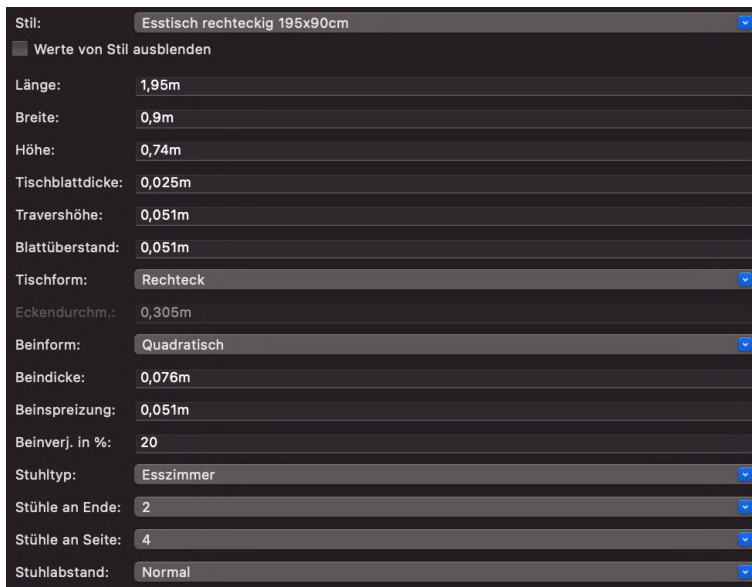 Stil: Esstisch rechteckig 195x90cm
Werte von Stil ausblenden
Länge: 1,95m
Breite: 0,9m
Höhe: 0,74m
Tischblattdicke: 0,025m
Travershöhe: 0,051m
Blattüberstand: 0,051m
Tischform: Rechteck
Eckendurchm.: 0,305m
Beinform: Quadratisch
Beindicke: 0,076m
Beinspreizung: 0,051m
Beinverj. in %: 20
Stuhltyp: Esszimmer
Stühle an Ende: 2
Stühle an Seite: 4
Stuhlabstand: Normal